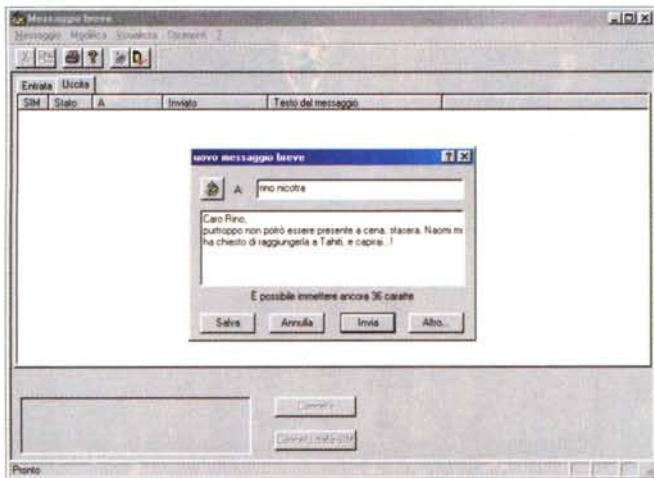 Messaggio breve
Messaggio Modifica Visualizza Strumenti ?
Entrata Uscita
SIM Stato A Inviato Testo del messaggio
uovo messaggio breve
A: rino nicotra
Caro Rino,
purtroppo non potrò essere presente a cena, stasera. Naomi mi
ha chiesto di raggiungerla a Tahiti, e capirai...!
È possibile immettere ancora 36 caratte
Salva Annulla Invia Altro...
Pronto